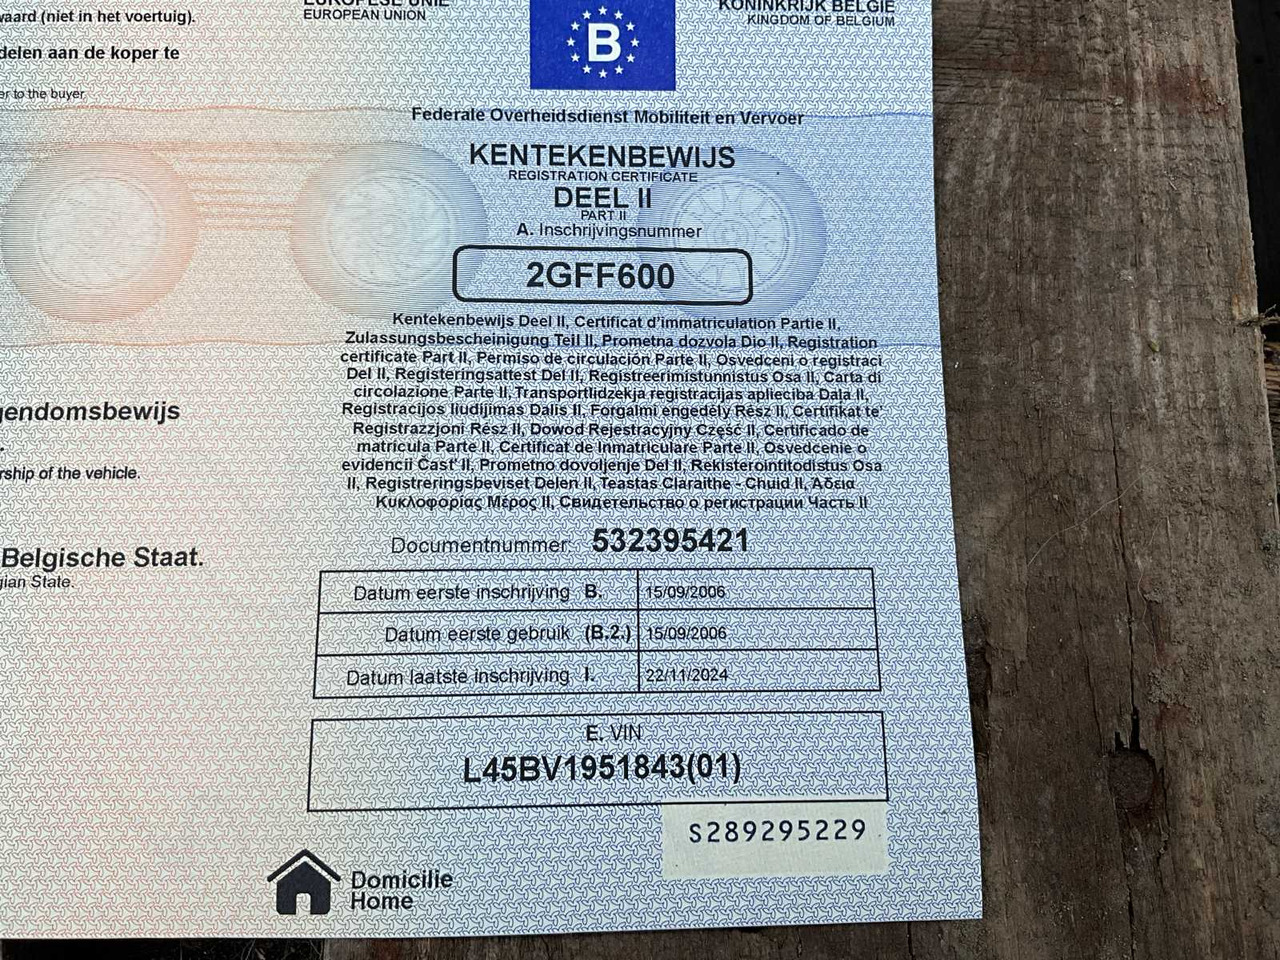 waard (niet in het voertuig).
delen aan de koper te
er to the buyer.
gendomsbewijs
rship of the vehicle.
Belgische Staat.
gian State.
EUROPESE UNIE
EUROPEAN UNION
B
KONINKRIJK BELGIË
KINGDOM OF BELGIUM
Federale Overheidsdienst Mobiliteit en Vervoer
KENTEKENBEWIJS
REGISTRATION CERTIFICATE
DEEL II
PART II
A. Inschrijvingsnummer
2GFF600
Kentekenbewijs Deel II, Certificat d'immatriculation Partie II,
Zulassungsbescheinigung Teil II, Prometna dozvola Dio II, Registration
certificate Part II, Permiso de circulación Parte II, Osvedceni o registraci
Del II, Registeringsattest Del II, Registreerimistunnistus Osa II, Carta di
circolazione Parte II, Transportlidzekja registracijas aplieciba Daļa II,
Registracijos liudijimas Dalis II, Forgalmi engedély Rész II, Certifikat te'
Registrazzjoni Rész II, Dowod Rejestracyjny Część II, Certificado de
matrícula Parte II, Certificat de Inmatriculare Parte II, Osvedcenie o
evidencii Čast' II, Prometno dovoljenje Del II, Rekisterointitodistus Osa
II, Registreringsbeviset Delen II, Teastas Claraithe - Chuid II, Άδεια
Κυκλοφορίας Μέρος II, Свидетельство о регистрации Часть II
Documentnummer: 532395421
Datum eerste inschrijving B. 15/09/2006
Datum eerste gebruik (B.2.) 15/09/2006
Datum laatste inschrijving I. 22/11/2024
E. VIN
L45BV1951843(01)
S289295229
Domicilie
Home